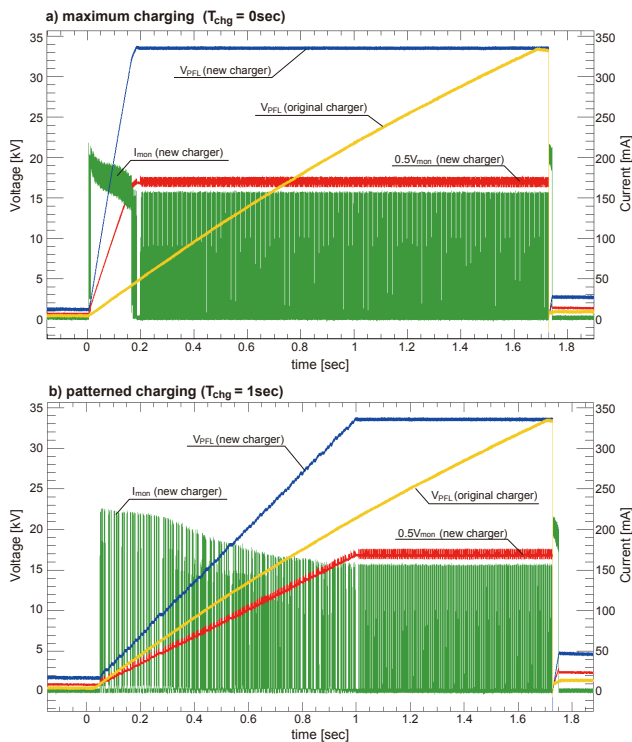 a) maximum charging (Tchg = 0sec)
35
30
25
20
15
10
5
0
Voltage [kV]
350
300
250
200
150
100
50
0
Current [mA]
VPFL (new charger)
VPFL (original charger)
Imon (new charger)
0.5Vmon (new charger)
0 0.2 0.4 0.6 0.8 1 1.2 1.4 1.6 1.8
time [sec]
b) patterned charging (Tchg = 1sec)
35
30
25
20
15
10
5
0
Voltage [kV]
350
300
250
200
150
100
50
0
Current [mA]
VPFL (new charger)
Imon (new charger)
VPFL (original charger)
0.5Vmon (new charger)
0 0.2 0.4 0.6 0.8 1 1.2 1.4 1.6 1.8
time [sec]